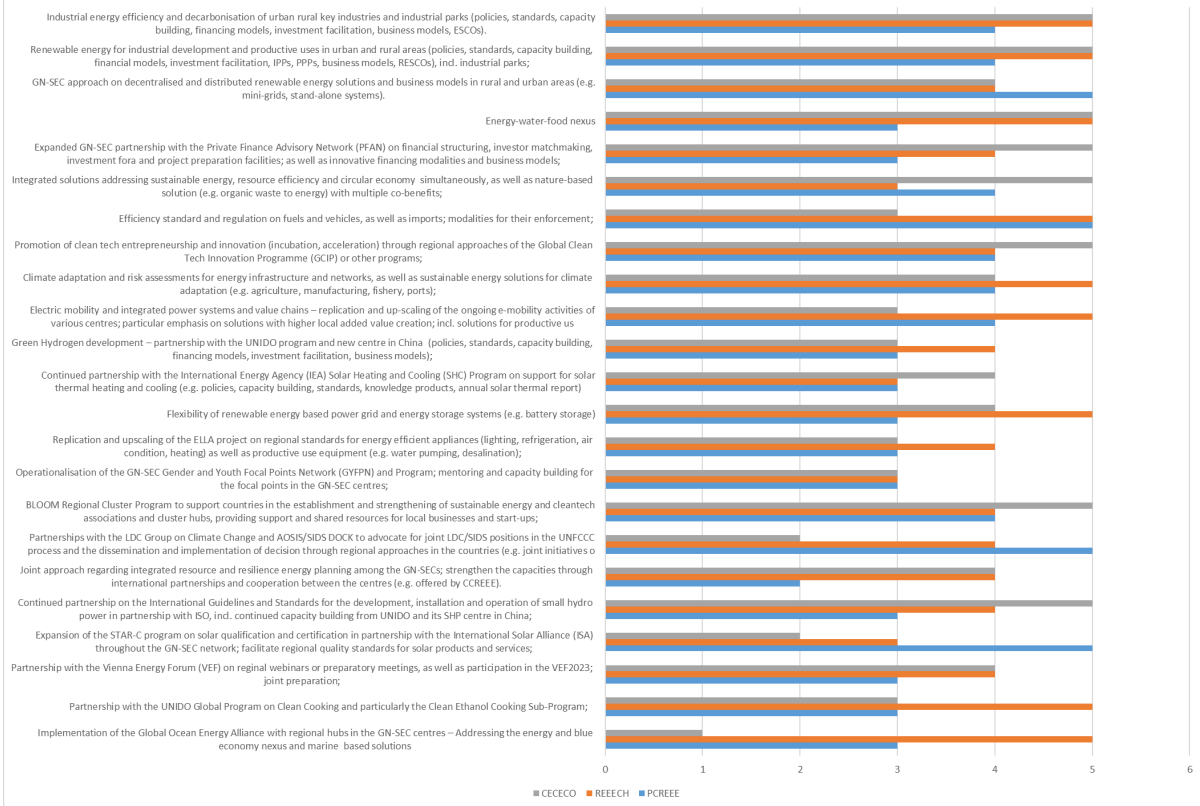 Industrial energy efficiency and decarbonisation of urban rural key industries and industrial parks (policies, standards, capacity
building, financing models, investment facilitation, business models, ESCOs).
Renewable energy for industrial development and productive uses in urban and rural areas (policies, standards, capacity building,
financial models, investment facilitation, IPPs, PPPs, business models, RESCOs), incl. industrial parks;
GN-SEC approach on decentralised and distributed renewable energy solutions and business models in rural and urban areas (e.g.
mini-grids, stand-alone systems).
Energy-water-food nexus
Expanded GN-SEC partnership with the Private Finance Advisory Network (PFAN) on financial structuring, investor matchmaking,
investment fora and project preparation facilities; as well as innovative financing modalities and business models;
Integrated solutions addressing sustainable energy, resource efficiency and circular economy simultaneously, as well as nature-based
solution (e.g. organic waste to energy) with multiple co-benefits;
Efficiency standard and regulation on fuels and vehicles, as well as imports; modalities for their enforcement;
Promotion of clean tech entrepreneurship and innovation (incubation, acceleration) through regional approaches of the Global Clean
Tech Innovation Programme (GCIP) or other programs;
Climate adaptation and risk assessments for energy infrastructure and networks, as well as sustainable energy solutions for climate
adaptation (e.g. agriculture, manufacturing, fishery, ports);
Electric mobility and integrated power systems and value chains – replication and up-scaling of the ongoing e-mobility activities of
various centres; particular emphasis on solutions with higher local added value creation; incl. solutions for productive us
Green Hydrogen development – partnership with the UNIDO program and new centre in China (policies, standards, capacity building,
financing models, investment facilitation, business models);
Continued partnership with the International Energy Agency (IEA) Solar Heating and Cooling (SHC) Program on support for solar
thermal heating and cooling (e.g. policies, capacity building, standards, knowledge products, annual solar thermal report)
Flexibility of renewable energy based power grid and energy storage systems (e.g. battery storage)
Replication and upscaling of the ELLA project on regional standards for energy efficient appliances (lighting, refrigeration, air
condition, heating) as well as productive use equipment (e.g. water pumping, desalination);
Operationalisation of the GN-SEC Gender and Youth Focal Points Network (GYFPN) and Program; mentoring and capacity building for
the focal points in the GN-SEC centres;
BLOOM Regional Cluster Program to support countries in the establishment and strengthening of sustainable energy and cleantech
associations and cluster hubs, providing support and shared resources for local businesses and start-ups;
Partnerships with the LDC Group on Climate Change and AOSIS/SIDS DOCK to advocate for joint LDC/SIDS positions in the UNFCCC
process and the dissemination and implementation of decision through regional approaches in the countries (e.g. joint initiatives o
Joint approach regarding integrated resource and resilience energy planning among the GN-SECs; strengthen the capacities through
international partnerships and cooperation between the centres (e.g. offered by CCREEE).
Continued partnership on the International Guidelines and Standards for the development, installation and operation of small hydro
power in partnership with ISO, incl. continued capacity building from UNIDO and its SHP centre in China;
Expansion of the STAR-C program on solar qualification and certification in partnership with the International Solar Alliance (ISA)
throughout the GN-SEC network; facilitate regional quality standards for solar products and services;
Partnership with the Vienna Energy Forum (VEF) on reginal webinars or preparatory meetings, as well as participation in the VEF2023;
joint preparation;
Partnership with the UNIDO Global Program on Clean Cooking and particularly the Clean Ethanol Cooking Sub-Program;
Implementation of the Global Ocean Energy Alliance with regional hubs in the GN-SEC centres – Addressing the energy and blue
economy nexus and marine based solutions
0 1 2 3 4 5 6
CECECO REEECH PCREEE